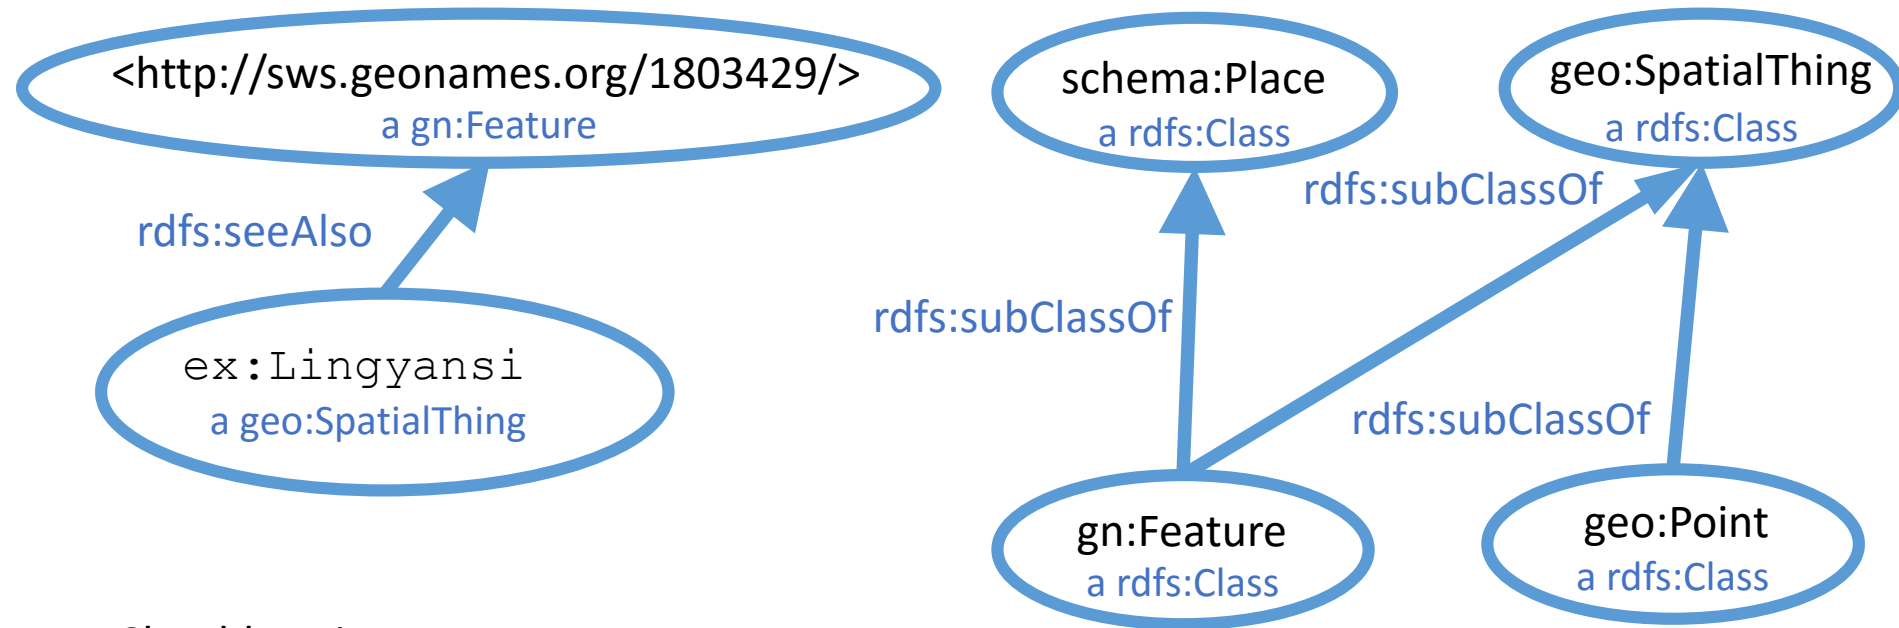 <http://sws.geonames.org/1803429/>
a gn:Feature
schema:Place
a rdfs:Class
geo:SpatialThing
a rdfs:Class
rdfs:seeAlso
rdfs:subClassOf
rdfs:subClassOf
ex:Lingyansi
a geo:SpatialThing
rdfs:subClassOf
gn:Feature
a rdfs:Class
geo:Point
a rdfs:Class